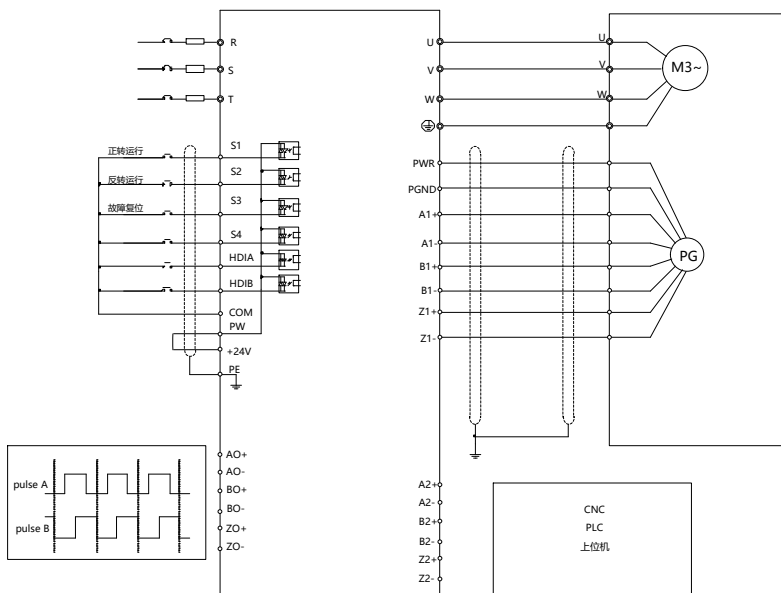 R
S
T
正转运行
反转运行
故障复位
S1
S2
S3
S4
HDIA
HDIB
COM
PW
+24V
PE
U
V
W
PWR
PGND
A1+
A1-
B1+
B1-
Z1+
Z1-
U
V
W
M3~
PG
pulse A
pulse B
AO+
AO-
BO+
BO-
ZO+
ZO-
A2+
A2-
B2+
B2-
Z2+
Z2-
CNC
PLC
上位机